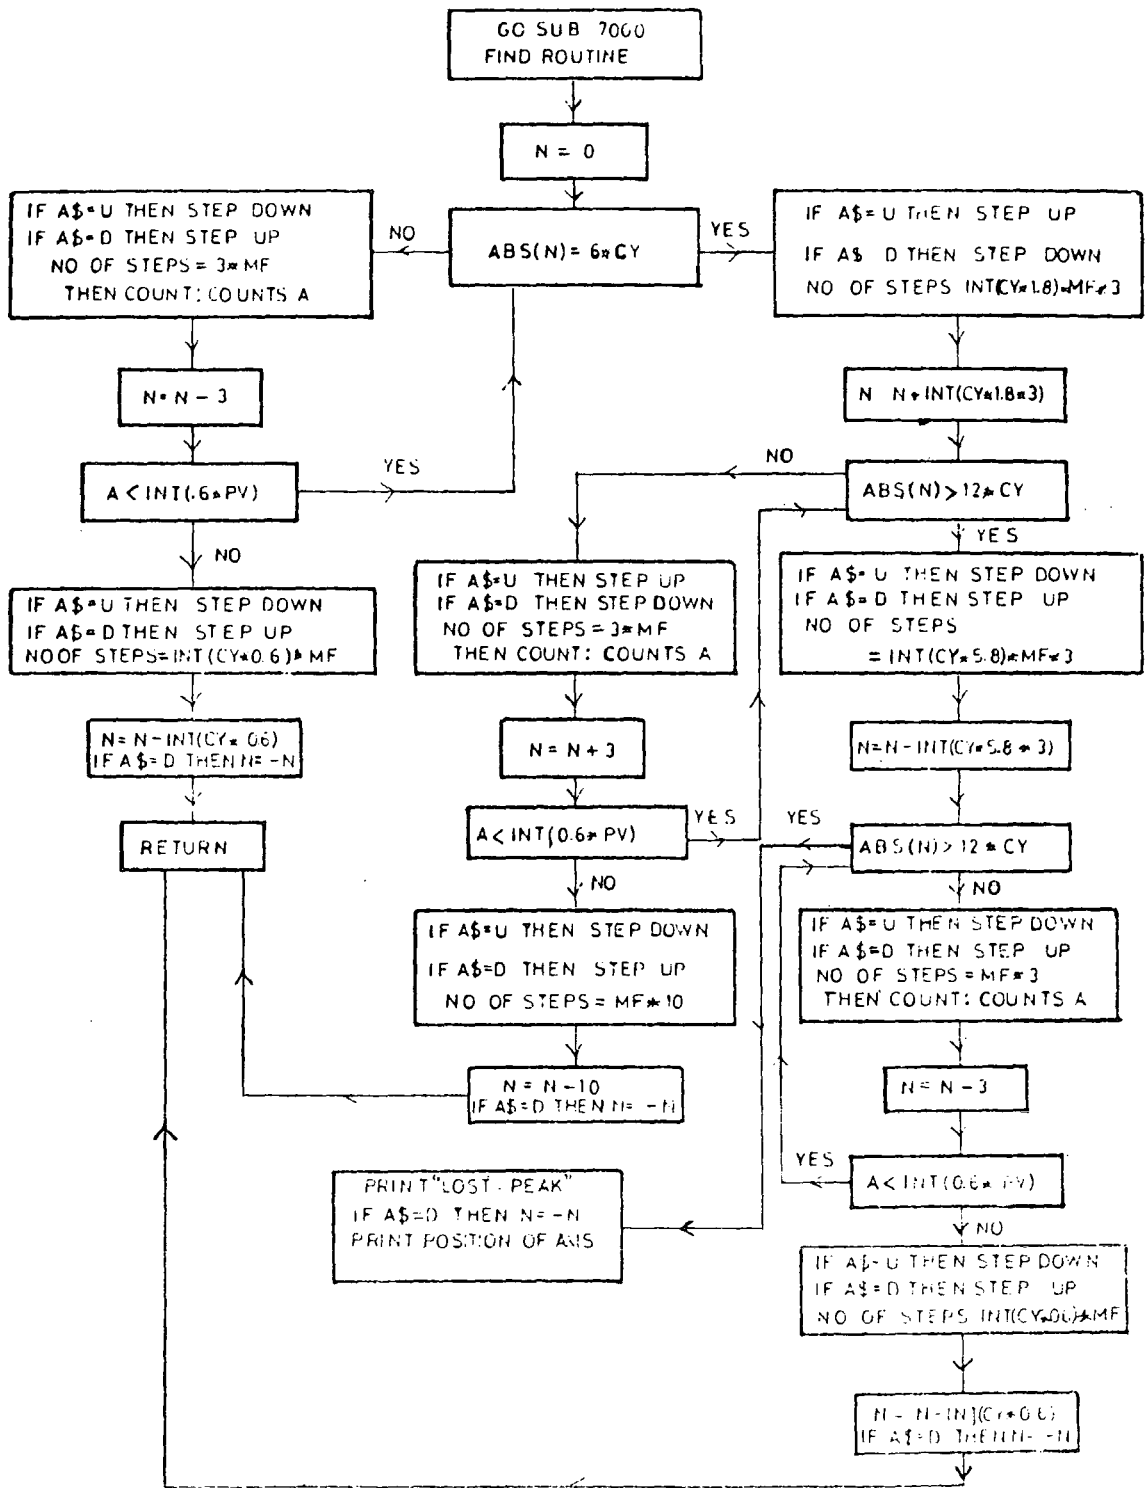 GO SUB 7000
FIND ROUTINE
N = 0
IF A$=U THEN STEP DOWN
IF A$=D THEN STEP UP
NO OF STEPS = 3*MF
THEN COUNT: COUNTS A
NO
ABS(N)= 6*CY
YES
IF A$=U THEN STEP UP
IF A$ D THEN STEP DOWN
NO OF STEPS INT(CY*1.8)*MF*3
N=N-3
N N+INT(CY*1.8*3)
A<INT(.6*PV)
YES
NO
ABS(N)>12*CY
NO
YES
IF A$=U THEN STEP DOWN
IF A$=D THEN STEP UP
NO OF STEPS=INT(CY*0.6)*MF
IF A$=U THEN STEP UP
IF A$=D THEN STEP DOWN
NO OF STEPS = 3*MF
THEN COUNT: COUNTS A
IF A$=U THEN STEP DOWN
IF A$=D THEN STEP UP
NO OF STEPS
= INT(CY*5.8)*MF*3
N=N-INT(CY*0.6)
IF A$=D THEN N=-N
N=N+3
N=N-INT(CY*5.8*3)
RETURN
A<INT(0.6*PV)
YES
YES
ABS(N)>12*CY
NO
NO
IF A$=U THEN STEP DOWN
IF A$=D THEN STEP UP
NO OF STEPS = MF*10
IF A$=U THEN STEP DOWN
IF A$=D THEN STEP UP
NO OF STEPS = MF*3
THEN COUNT: COUNTS A
N = N-10
IF A$=D THEN N= -N
N= N-3
PRINT"LOST-PEAK"
IF A$=D THEN N=-N
PRINT POSITION OF AXIS
YES
A<INT(0.6*PV)
NO
IF A$=U THEN STEP DOWN
IF A$=D THEN STEP UP
NO OF STEPS INT(CY*0.6)*MF
N= N-INT(CY*0.6)
IF A$=D THEN N= -N